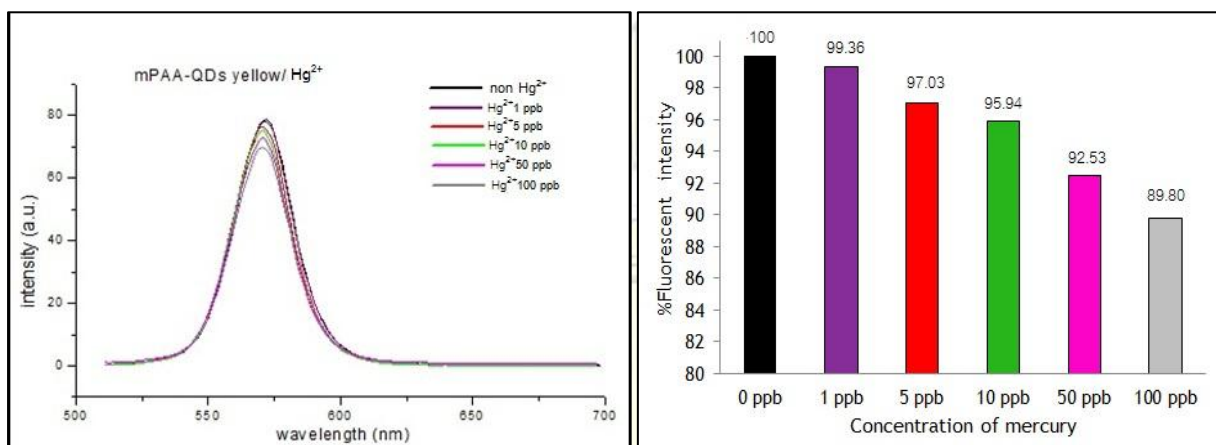 mPAA-QDs yellow/ Hg²⁺
non Hg²⁺
Hg²⁺1 ppb
Hg²⁺5 ppb
Hg²⁺10 ppb
Hg²⁺50 ppb
Hg²⁺100 ppb
80
60
40
20
0
intensity (a.u.)
500 550 600 650 700
wavelength (nm)
%Fluorescent intensity
100
98
96
94
92
90
88
86
84
82
80
100
99.36
97.03
95.94
92.53
89.80
0 ppb 1 ppb 5 ppb 10 ppb 50 ppb 100 ppb
Concentration of mercury